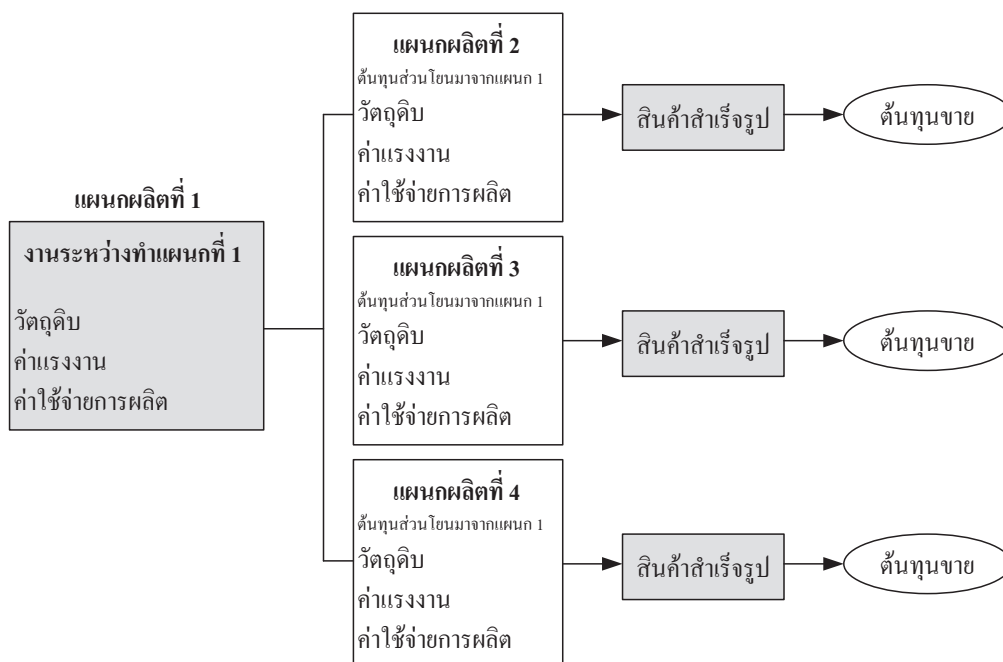 แผนกผลิตที่ 1
งานระหว่างทำแผนกที่ 1
วัตถุดิบ
ค่าแรงงาน
ค่าใช้จ่ายการผลิต
แผนกผลิตที่ 2
ต้นทุนส่วนโยนมาจากแผนก 1
วัตถุดิบ
ค่าแรงงาน
ค่าใช้จ่ายการผลิต
สินค้าสำเร็จรูป
ต้นทุนขาย
แผนกผลิตที่ 3
ต้นทุนส่วนโยนมาจากแผนก 1
วัตถุดิบ
ค่าแรงงาน
ค่าใช้จ่ายการผลิต
สินค้าสำเร็จรูป
ต้นทุนขาย
แผนกผลิตที่ 4
ต้นทุนส่วนโยนมาจากแผนก 1
วัตถุดิบ
ค่าแรงงาน
ค่าใช้จ่ายการผลิต
สินค้าสำเร็จรูป
ต้นทุนขาย